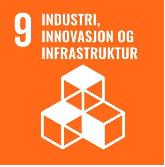 9 INDUSTRI,
INNOVASJON OG
INFRASTRUKTUR